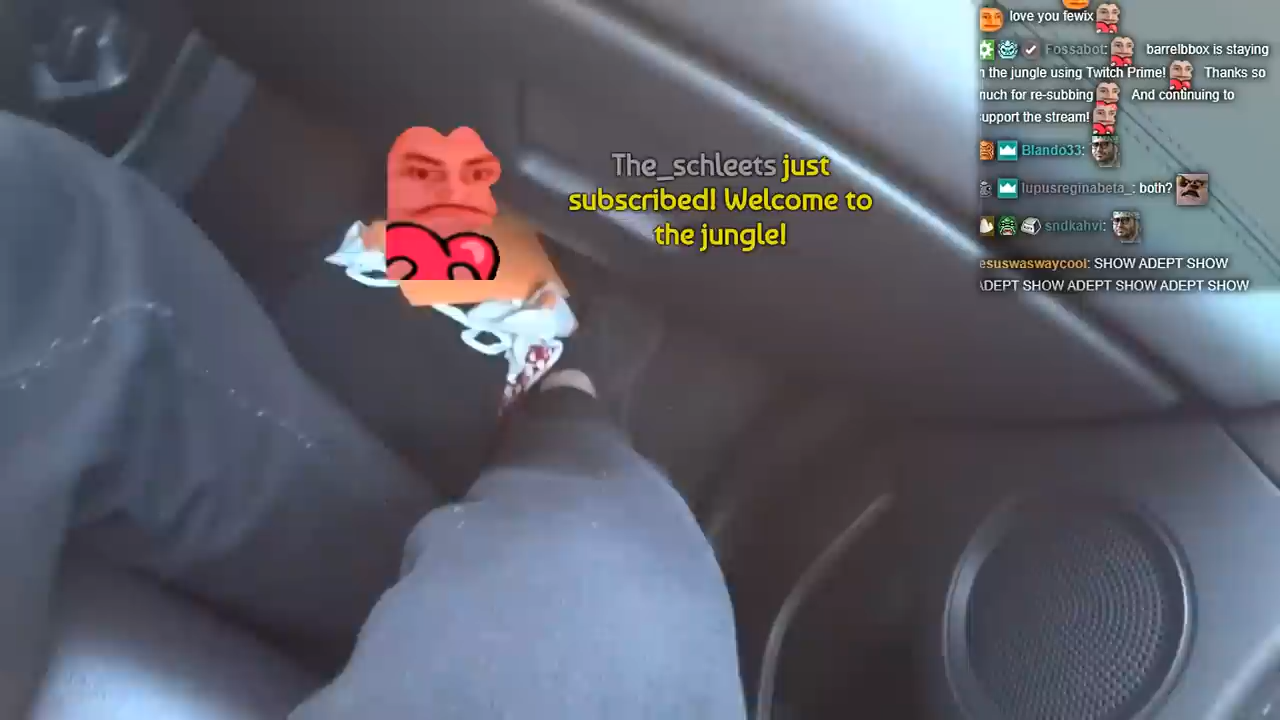 The_schleets just
subscribed! Welcome to
the jungle!
love you fewix
Fossabot: barrelbbox is staying
n the jungle using Twitch Prime! Thanks so
much for re-subbing And continuing to
support the stream!
Blando33:
lupusreginabeta_: both?
sndkahvi:
esuswaswaycool: SHOW ADEPT SHOW
ADEPT SHOW ADEPT SHOW ADEPT SHOW